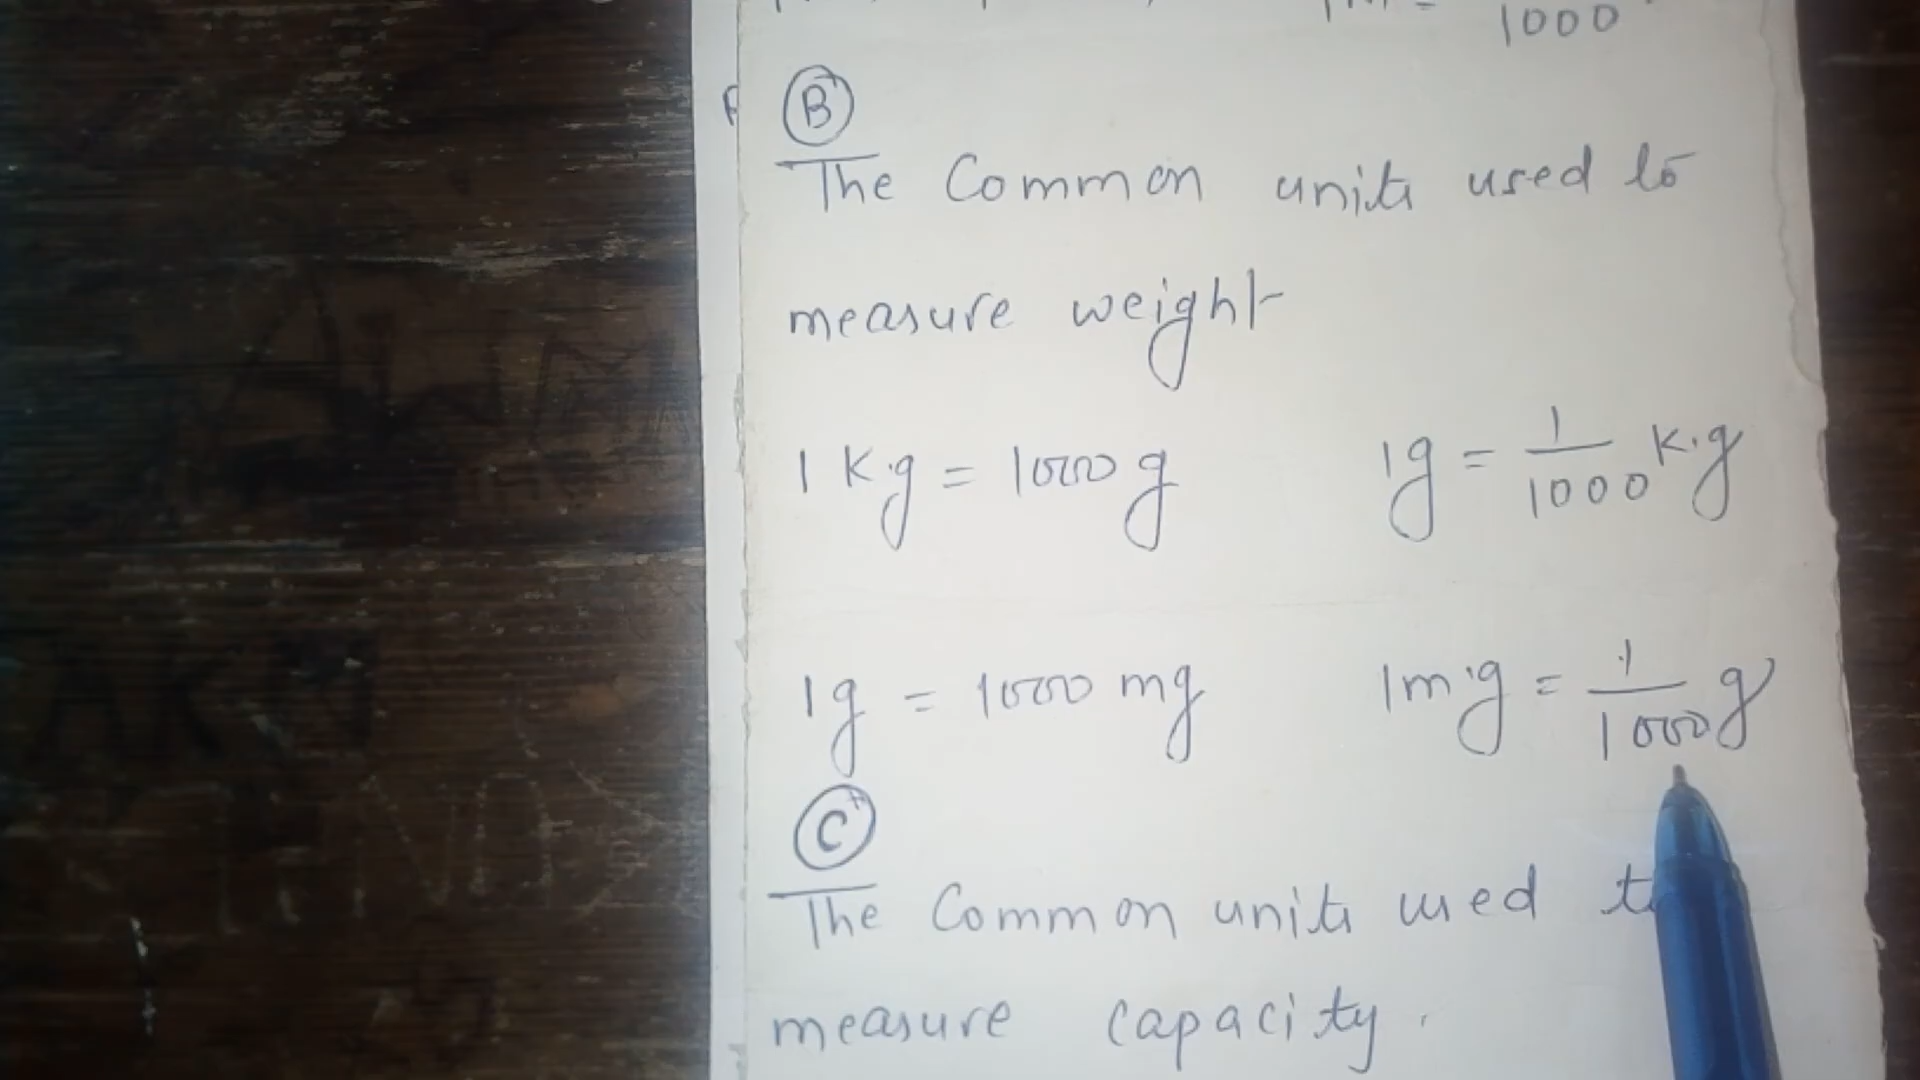 1000
B
The Common units used to
measure weight
1 Kg = 1000 g 1g = 1/1000 K.g
1g = 1000 mg 1m.g = 1/1000 g
C
The Common units used t
measure capacity.